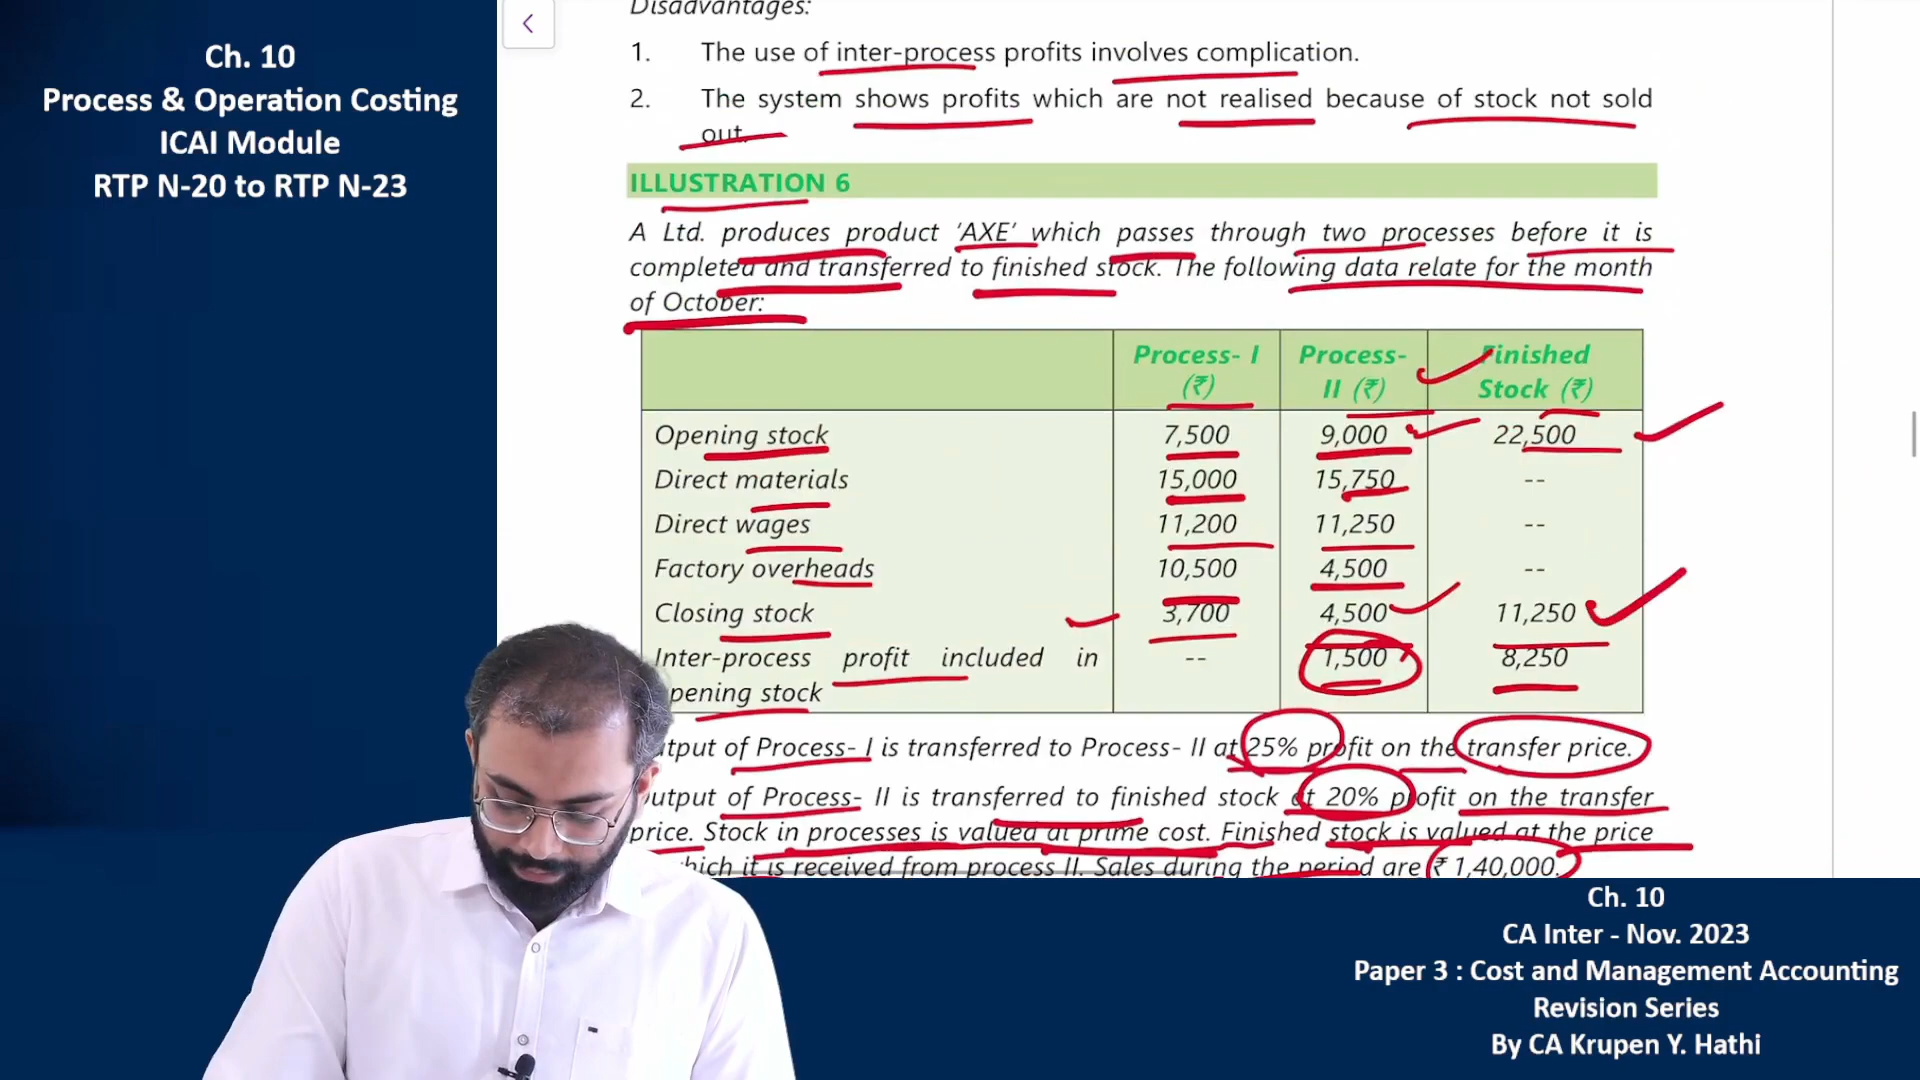 Ch. 10
Process & Operation Costing
ICAI Module
RTP N-20 to RTP N-23
Disadvantages:
1. The use of inter-process profits involves complication.
2. The system shows profits which are not realised because of stock not sold
out.
ILLUSTRATION 6
A Ltd. produces product 'AXE' which passes through two processes before it is
completed and transferred to finished stock. The following data relate for the month
of October:
Process- I (₹) Process- II (₹) Finished Stock (₹)
Opening stock 7,500 9,000 22,500
Direct materials 15,000 15,750 --
Direct wages 11,200 11,250 --
Factory overheads 10,500 4,500 --
Closing stock 3,700 4,500 11,250
Inter-process profit included in -- 1,500 8,250
pening stock
utput of Process- I is transferred to Process- II at 25% profit on the transfer price.
utput of Process- II is transferred to finished stock at 20% profit on the transfer
price. Stock in processes is valued at prime cost. Finished stock is valued at the price
hich it is received from process II. Sales during the period are ₹ 1,40,000.
Ch. 10
CA Inter - Nov. 2023
Paper 3 : Cost and Management Accounting
Revision Series
By CA Krupen Y. Hathi